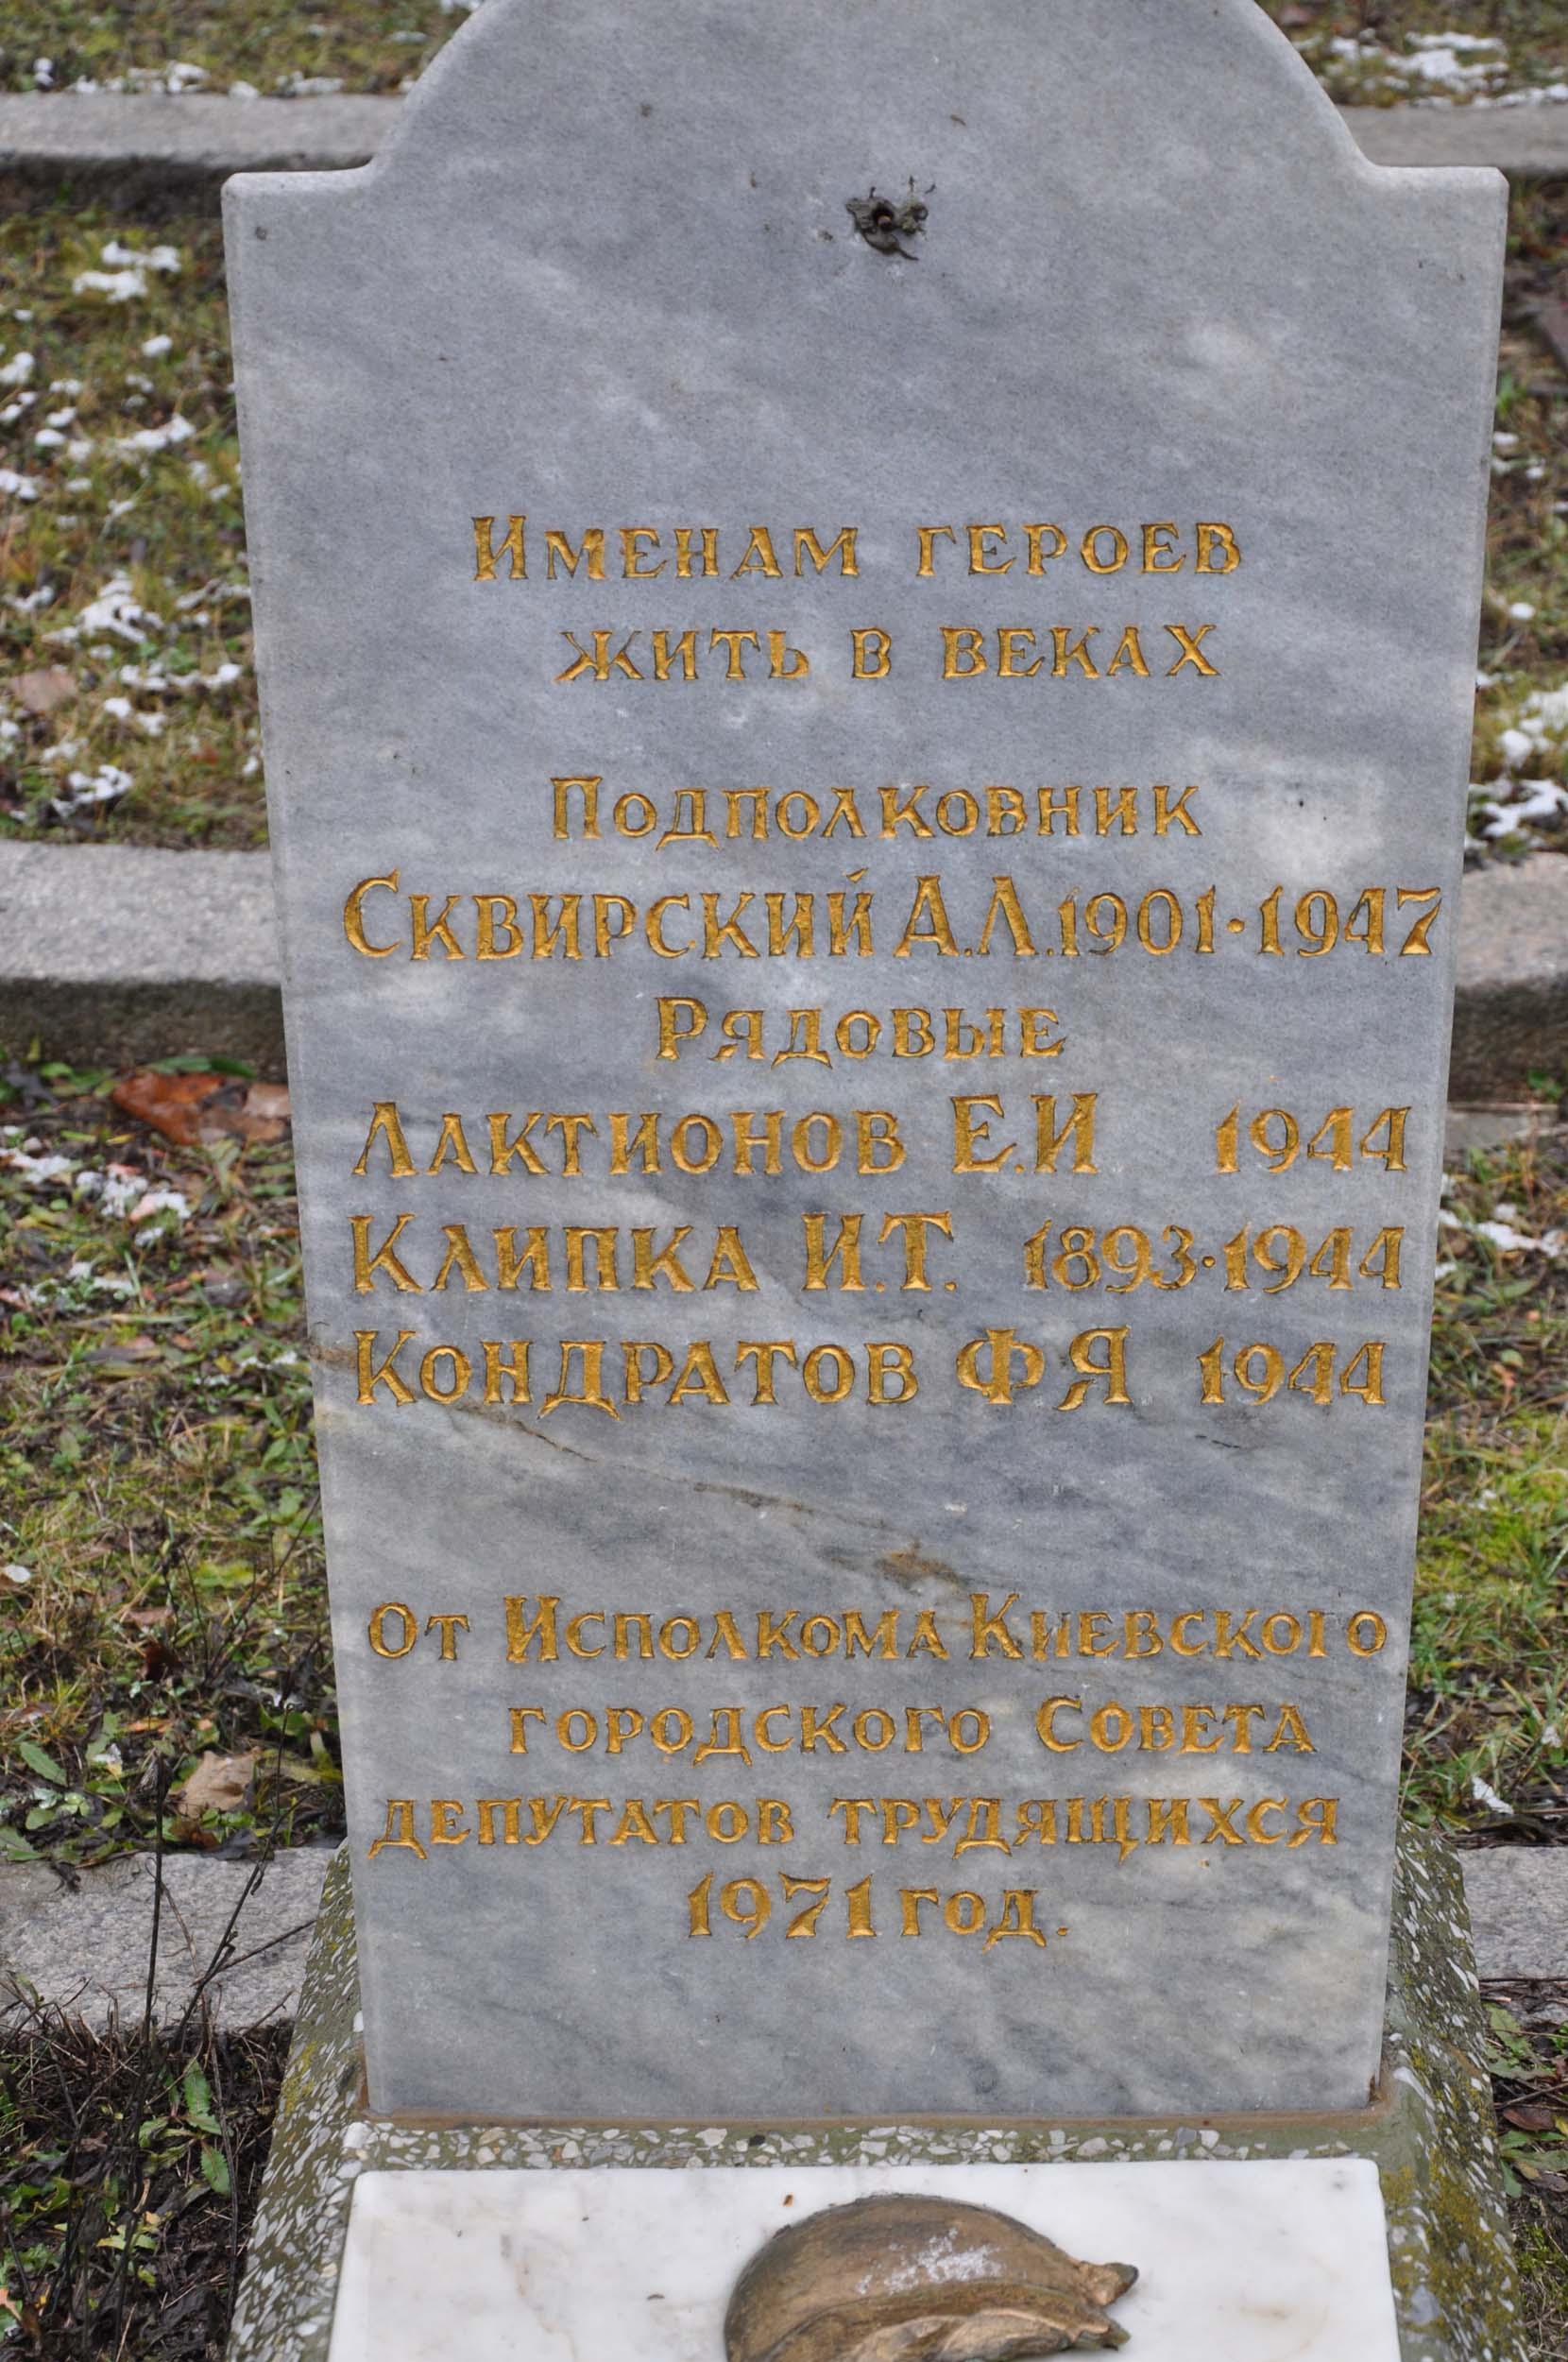 Именам героев
жить в веках
Подполковник
Сквирский А.Л. 1901·1947
Рядовые
Лактионов Е.И 1944
Клипка И.Т. 1893·1944
Кондратов Ф Я 1944
От Исполкома Киевского
городского Совета
депутатов трудящихся
1971 год.